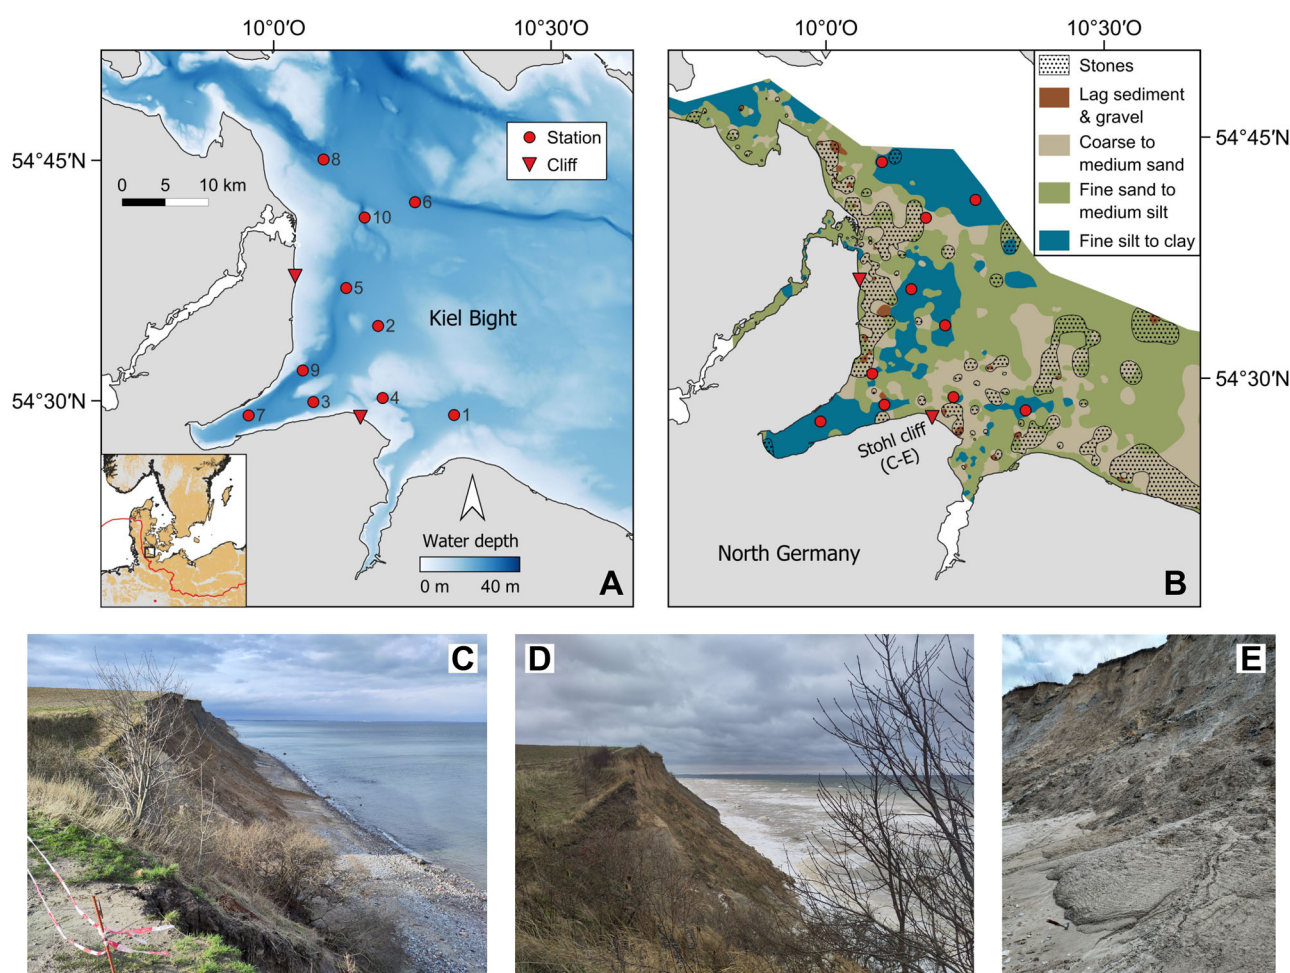 10°0'O
10°30'O
54°45'N
54°30'N
Station
Cliff
0 5 10 km
8
6
10
5
2
Kiel Bight
9
3
4
7
1
Water depth
0 m
40 m
A
10°0'O
10°30'O
Stones
Lag sediment
& gravel
Coarse to
medium sand
Fine sand to
medium silt
Fine silt to clay
54°45'N
54°30'N
Stohl cliff
(C-E)
North Germany
B
C
D
E